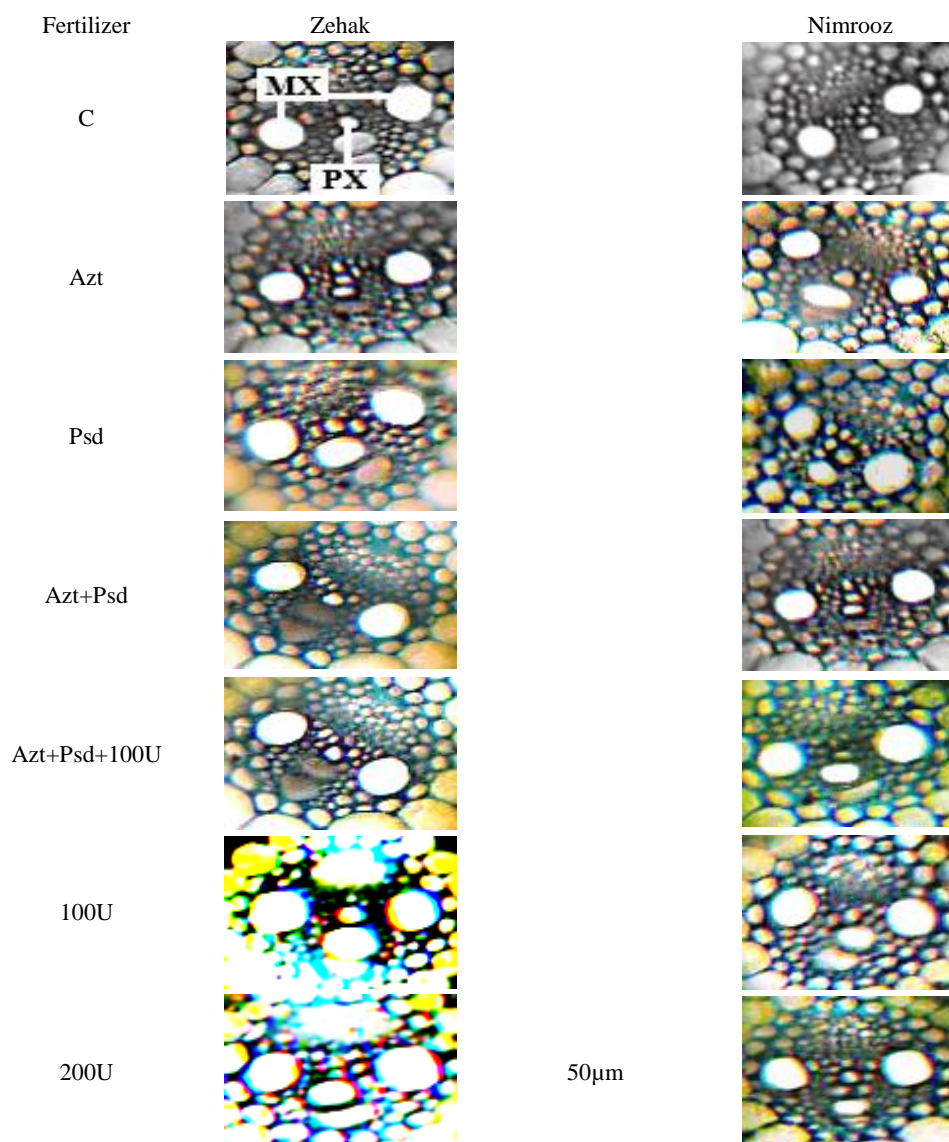 Fertilizer Zehak Nimrooz
C
MX
PX
Azt
Psd
Azt+Psd
Azt+Psd+100U
100U
200U 50µm